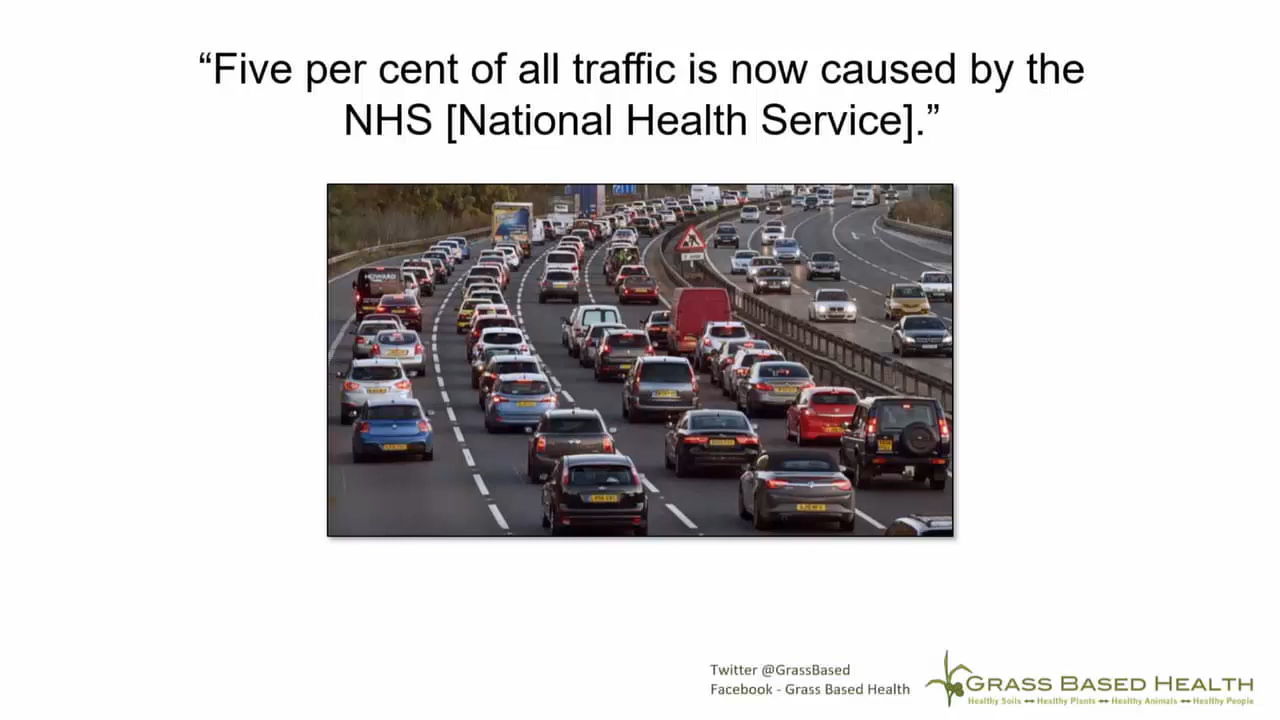 “Five per cent of all traffic is now caused by the
NHS [National Health Service].”
HOWARD
Twitter @GrassBased
Facebook - Grass Based Health
GRASS BASED HEALTH
Healthy Soils ↔ Healthy Plants ↔ Healthy Animals ↔ Healthy People